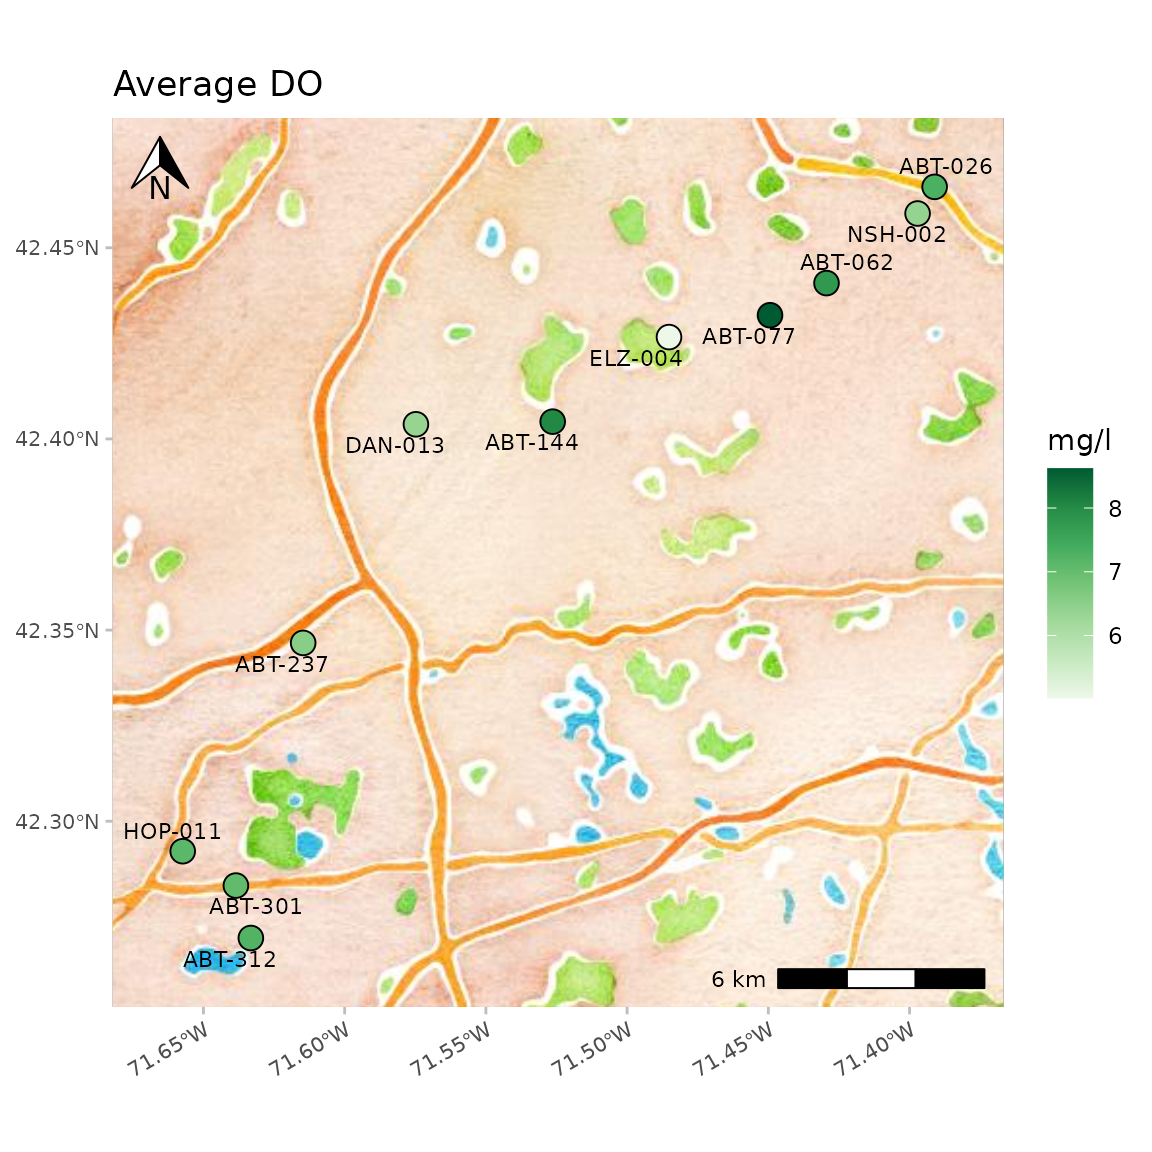 Average DO
N
ABT-026
NSH-002
ABT-062
ABT-077
ELZ-004
DAN-013
ABT-144
ABT-237
HOP-011
ABT-301
ABT-312
6 km
42.45°N
42.40°N
42.35°N
42.30°N
71.65°W
71.60°W
71.55°W
71.50°W
71.45°W
71.40°W
mg/l
8
7
6